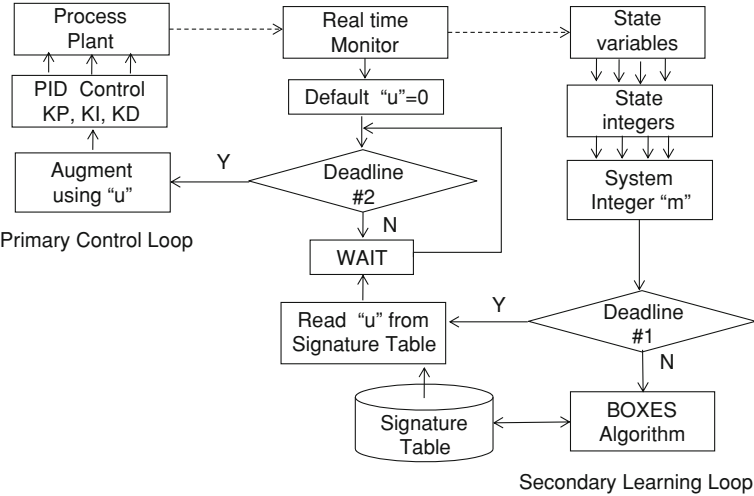 Process
Plant
Real time
Monitor
State
variables
PID Control
KP, KI, KD
Default “u”=0
State
integers
Augment
using “u”
Y
Deadline
#2
System
Integer “m”
N
Primary Control Loop
WAIT
Read “u” from
Signature Table
Y
Deadline
#1
N
Signature
Table
BOXES
Algorithm
Secondary Learning Loop